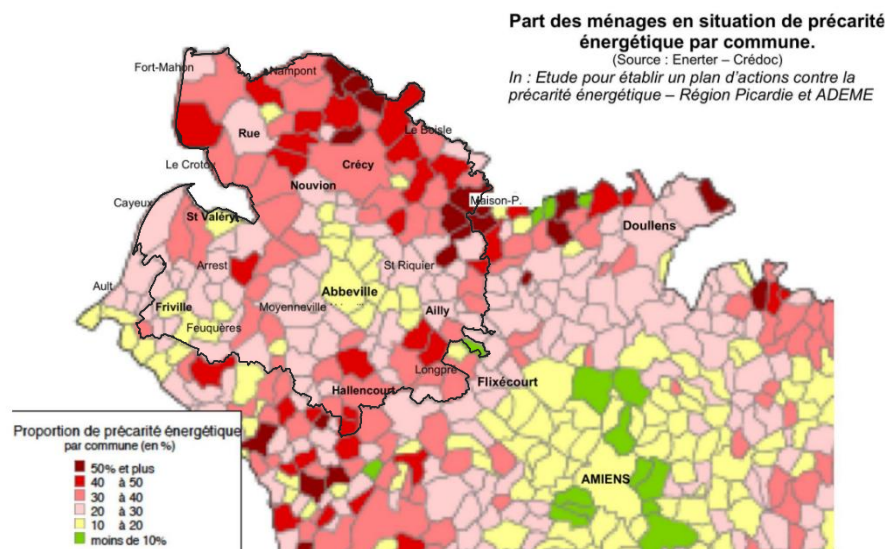 Part des ménages en situation de précarité
énergétique par commune.
(Source : Enerter – Crédoc)
In : Etude pour établir un plan d'actions contre la
précarité énergétique – Région Picardie et ADEME
Fort-Mahon
Nampont
Rue
Le Boisle
Le Crotoy
Crécy
Nouvion
Cayeux
Maison-P.
St Valéry
Doullens
Arrest
St Riquier
Ault
Abbeville
Friville
Moyenneville
Ailly
Feuquères
Longpré
Hallencourt
Flixécourt
AMIENS
Proportion de précarité énergétique
par commune (en %)
50% et plus
40 à 50
30 à 40
20 à 30
10 à 20
moins de 10%